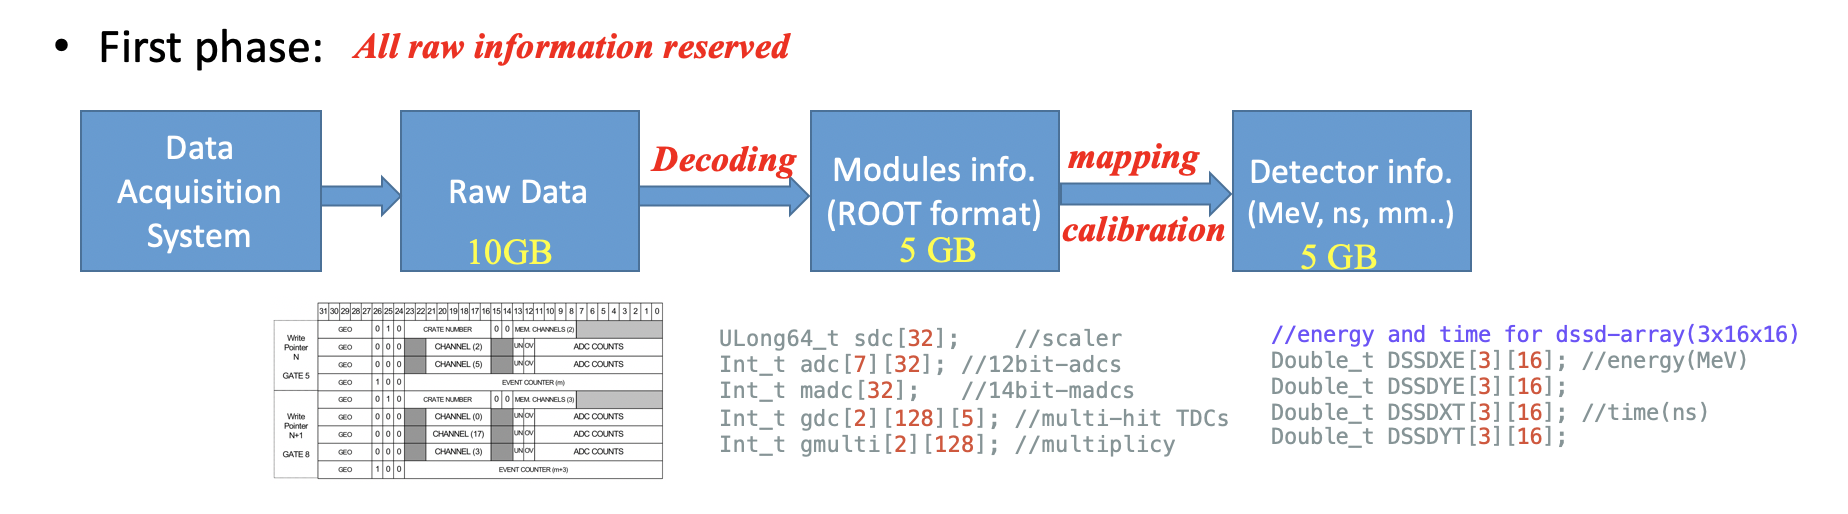 • First phase: All raw information reserved
Data
Acquisition
System
Raw Data
10GB
Decoding
Modules info.
(ROOT format)
5 GB
mapping
calibration
Detector info.
(MeV, ns, mm..)
5 GB
31 30 29 28 27 26 25 24 23 22 21 20 19 18 17 16 15 14 13 12 11 10 9 8 7 6 5 4 3 2 1 0
Write
Pointer
N
GATE 5
GEO 0 1 0 CRATE NUMBER 0 0 MEM. CHANNELS (2)
GEO 0 0 0 CHANNEL (2) UN OV ADC COUNTS
GEO 0 0 0 CHANNEL (5) UN OV ADC COUNTS
GEO 1 0 0 EVENT COUNTER (m)
Write
Pointer
N+1
GATE 8
GEO 0 1 0 CRATE NUMBER 0 0 MEM. CHANNELS (3)
GEO 0 0 0 CHANNEL (0) UN OV ADC COUNTS
GEO 0 0 0 CHANNEL (17) UN OV ADC COUNTS
GEO 0 0 0 CHANNEL (3) UN OV ADC COUNTS
GEO 1 0 0 EVENT COUNTER (m+3)
ULong64_t sdc[32]; //scaler
Int_t adc[7][32]; //12bit-adcs
Int_t madc[32]; //14bit-madcs
Int_t gdc[2][128][5]; //multi-hit TDCs
Int_t gmulti[2][128]; //multiplicy
//energy and time for dssd-array(3x16x16)
Double_t DSSDXE[3][16]; //energy(MeV)
Double_t DSSDYE[3][16];
Double_t DSSDXT[3][16]; //time(ns)
Double_t DSSDYT[3][16];